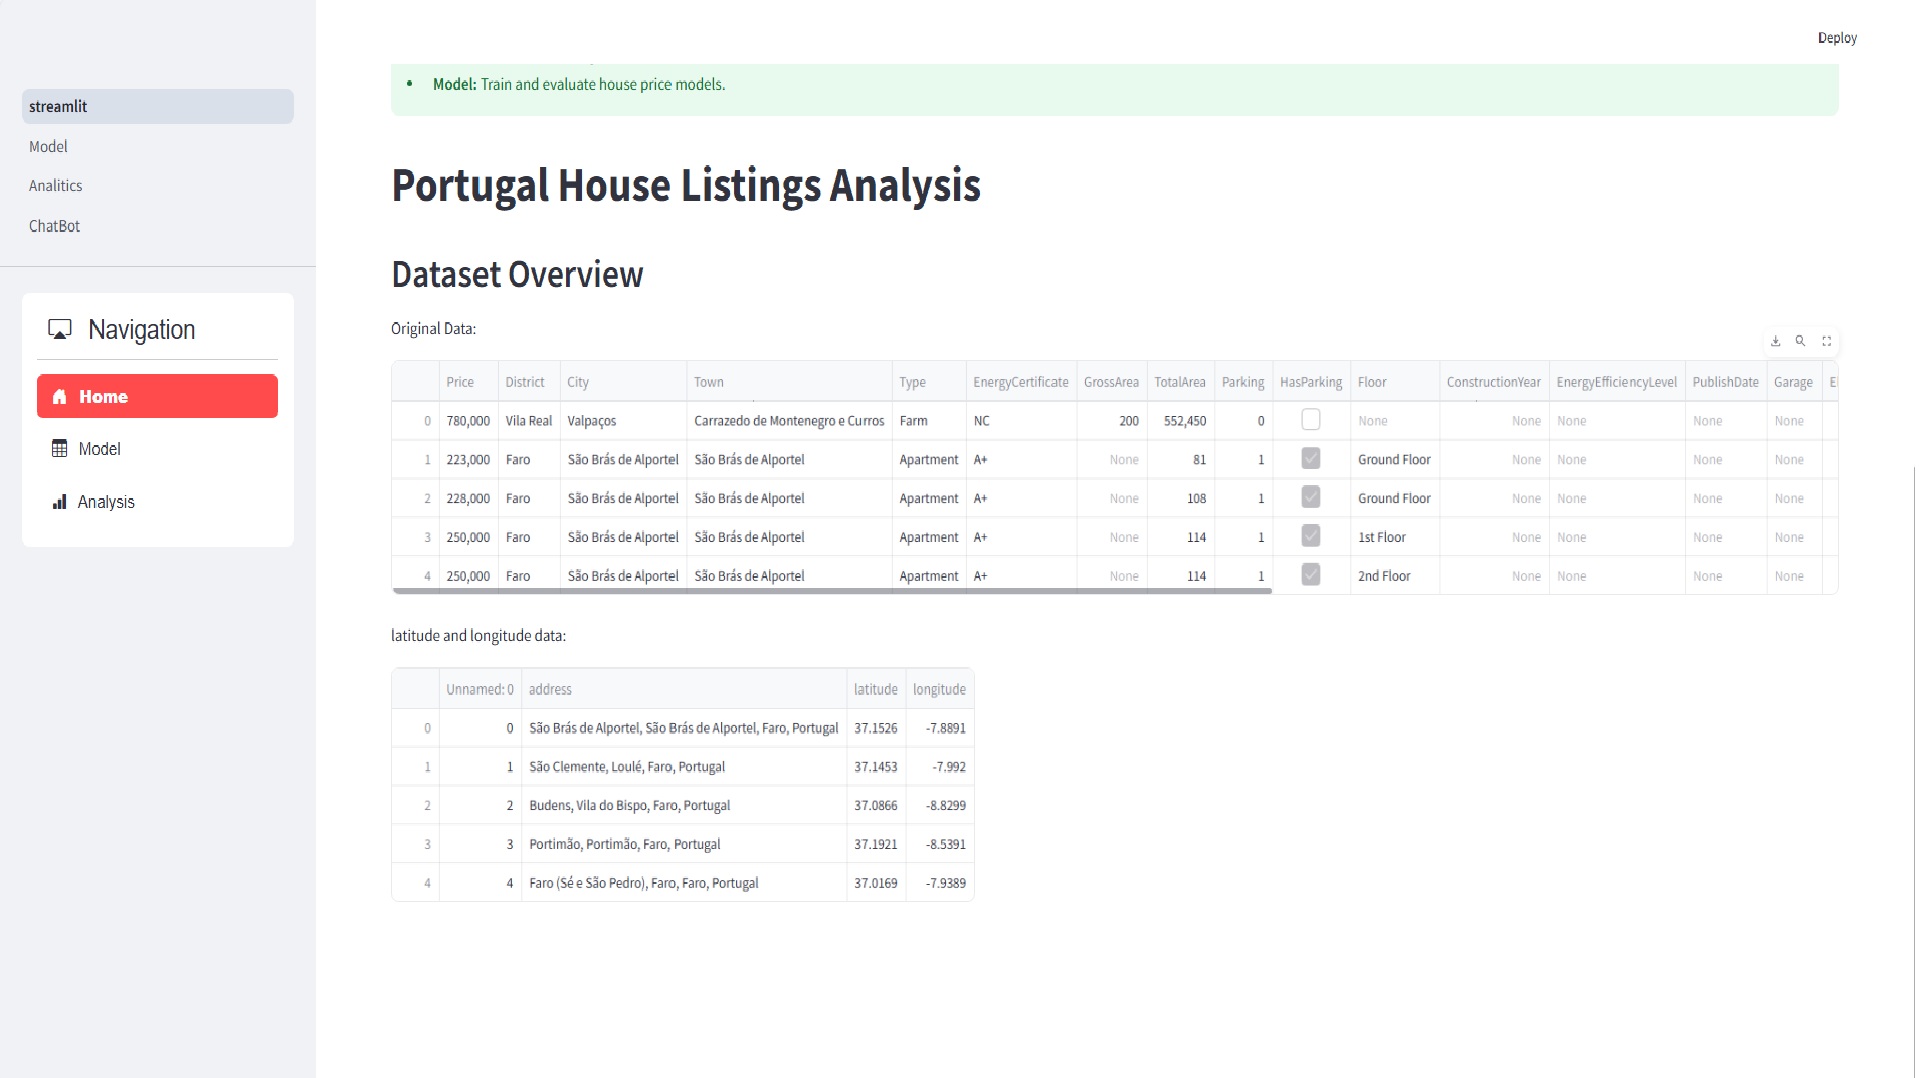 Deploy
streamlit
Model
Analitics
ChatBot
Navigation
Home
Model
Analysis
• Model: Train and evaluate house price models.
Portugal House Listings Analysis
Dataset Overview
Original Data:
Price District City Town Type EnergyCertificate GrossArea TotalArea Parking HasParking Floor ConstructionYear EnergyEfficiencyLevel PublishDate Garage
0 780,000 Vila Real Valpaços Carrazedo de Montenegro e Curros Farm NC 200 552,450 0 None None None None None
1 223,000 Faro São Brás de Alportel São Brás de Alportel Apartment A+ None 81 1 Ground Floor None None None None
2 228,000 Faro São Brás de Alportel São Brás de Alportel Apartment A+ None 108 1 Ground Floor None None None None
3 250,000 Faro São Brás de Alportel São Brás de Alportel Apartment A+ None 114 1 1st Floor None None None None
4 250,000 Faro São Brás de Alportel São Brás de Alportel Apartment A+ None 114 1 2nd Floor None None None None
latitude and longitude data:
Unnamed: 0 address latitude longitude
0 0 São Brás de Alportel, São Brás de Alportel, Faro, Portugal 37.1526 -7.8891
1 1 São Clemente, Loulé, Faro, Portugal 37.1453 -7.992
2 2 Budens, Vila do Bispo, Faro, Portugal 37.0866 -8.8299
3 3 Portimão, Portimão, Faro, Portugal 37.1921 -8.5391
4 4 Faro (Sé e São Pedro), Faro, Faro, Portugal 37.0169 -7.9389